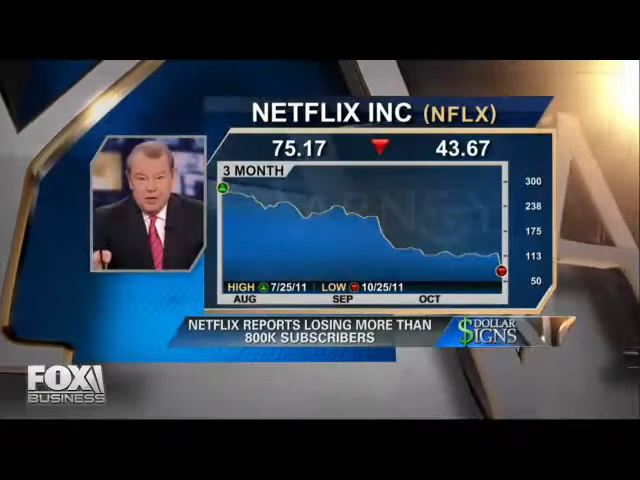 NETFLIX INC (NFLX)
75.17 43.67
3 MONTH
300
238
175
113
50
HIGH 7/25/11 LOW 10/25/11
AUG SEP OCT
NETFLIX REPORTS LOSING MORE THAN
800K SUBSCRIBERS
$DOLLAR
SIGNS
FOX
BUSINESS